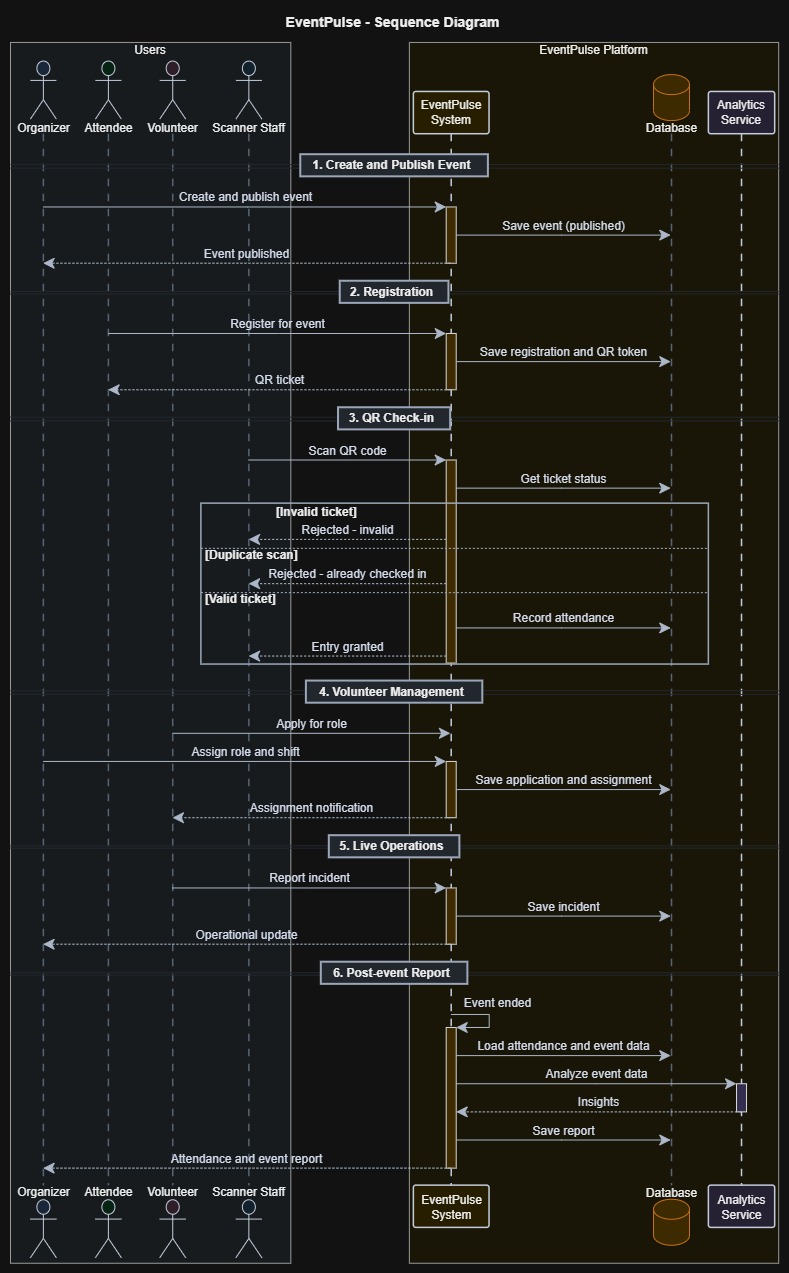 EventPulse - Sequence Diagram
Users
EventPulse Platform
Organizer
Attendee
Volunteer
Scanner Staff
EventPulse
System
Database
Analytics
Service
1. Create and Publish Event
Create and publish event
Save event (published)
Event published
2. Registration
Register for event
Save registration and QR token
QR ticket
3. QR Check-in
Scan QR code
Get ticket status
[Invalid ticket]
Rejected - invalid
[Duplicate scan]
Rejected - already checked in
[Valid ticket]
Record attendance
Entry granted
4. Volunteer Management
Apply for role
Assign role and shift
Save application and assignment
Assignment notification
5. Live Operations
Report incident
Save incident
Operational update
6. Post-event Report
Event ended
Load attendance and event data
Analyze event data
Insights
Save report
Attendance and event report
Organizer
Attendee
Volunteer
Scanner Staff
EventPulse
System
Database
Analytics
Service